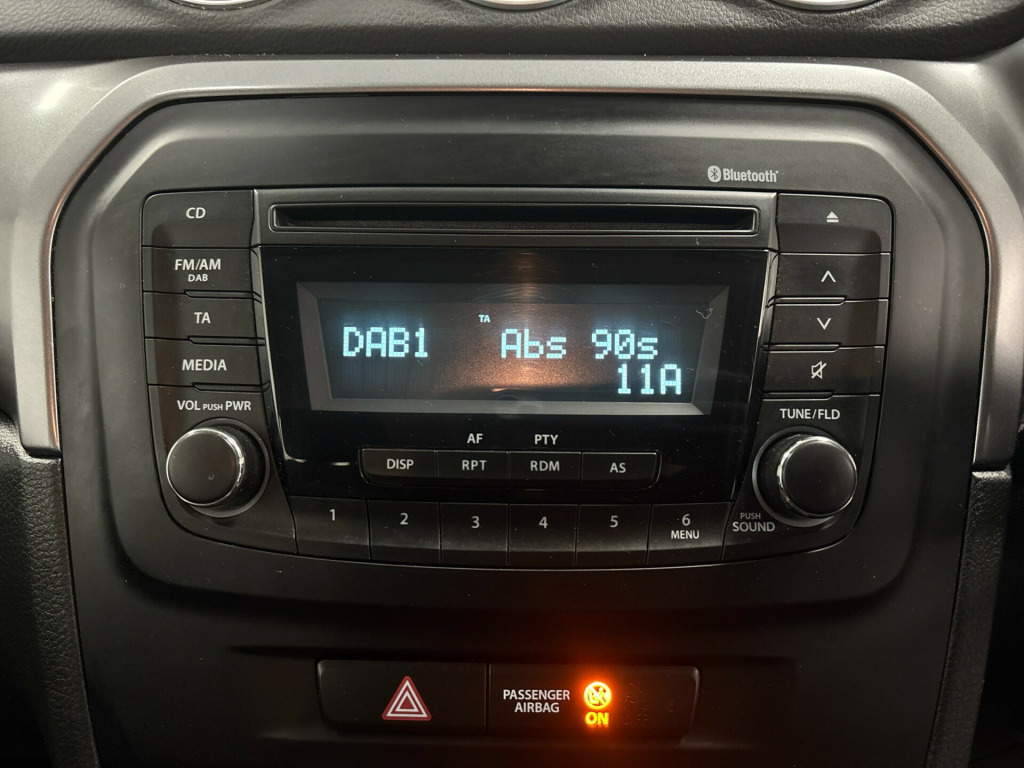 Bluetooth
CD
FM/AM
DAB
TA
MEDIA
VOL PUSH PWR
TA
DAB1 Abs 90s
11A
TUNE/FLD
AF PTY
DISP RPT RDM AS
1 2 3 4 5 6
MENU
PUSH
SOUND
PASSENGER
AIRBAG
ON